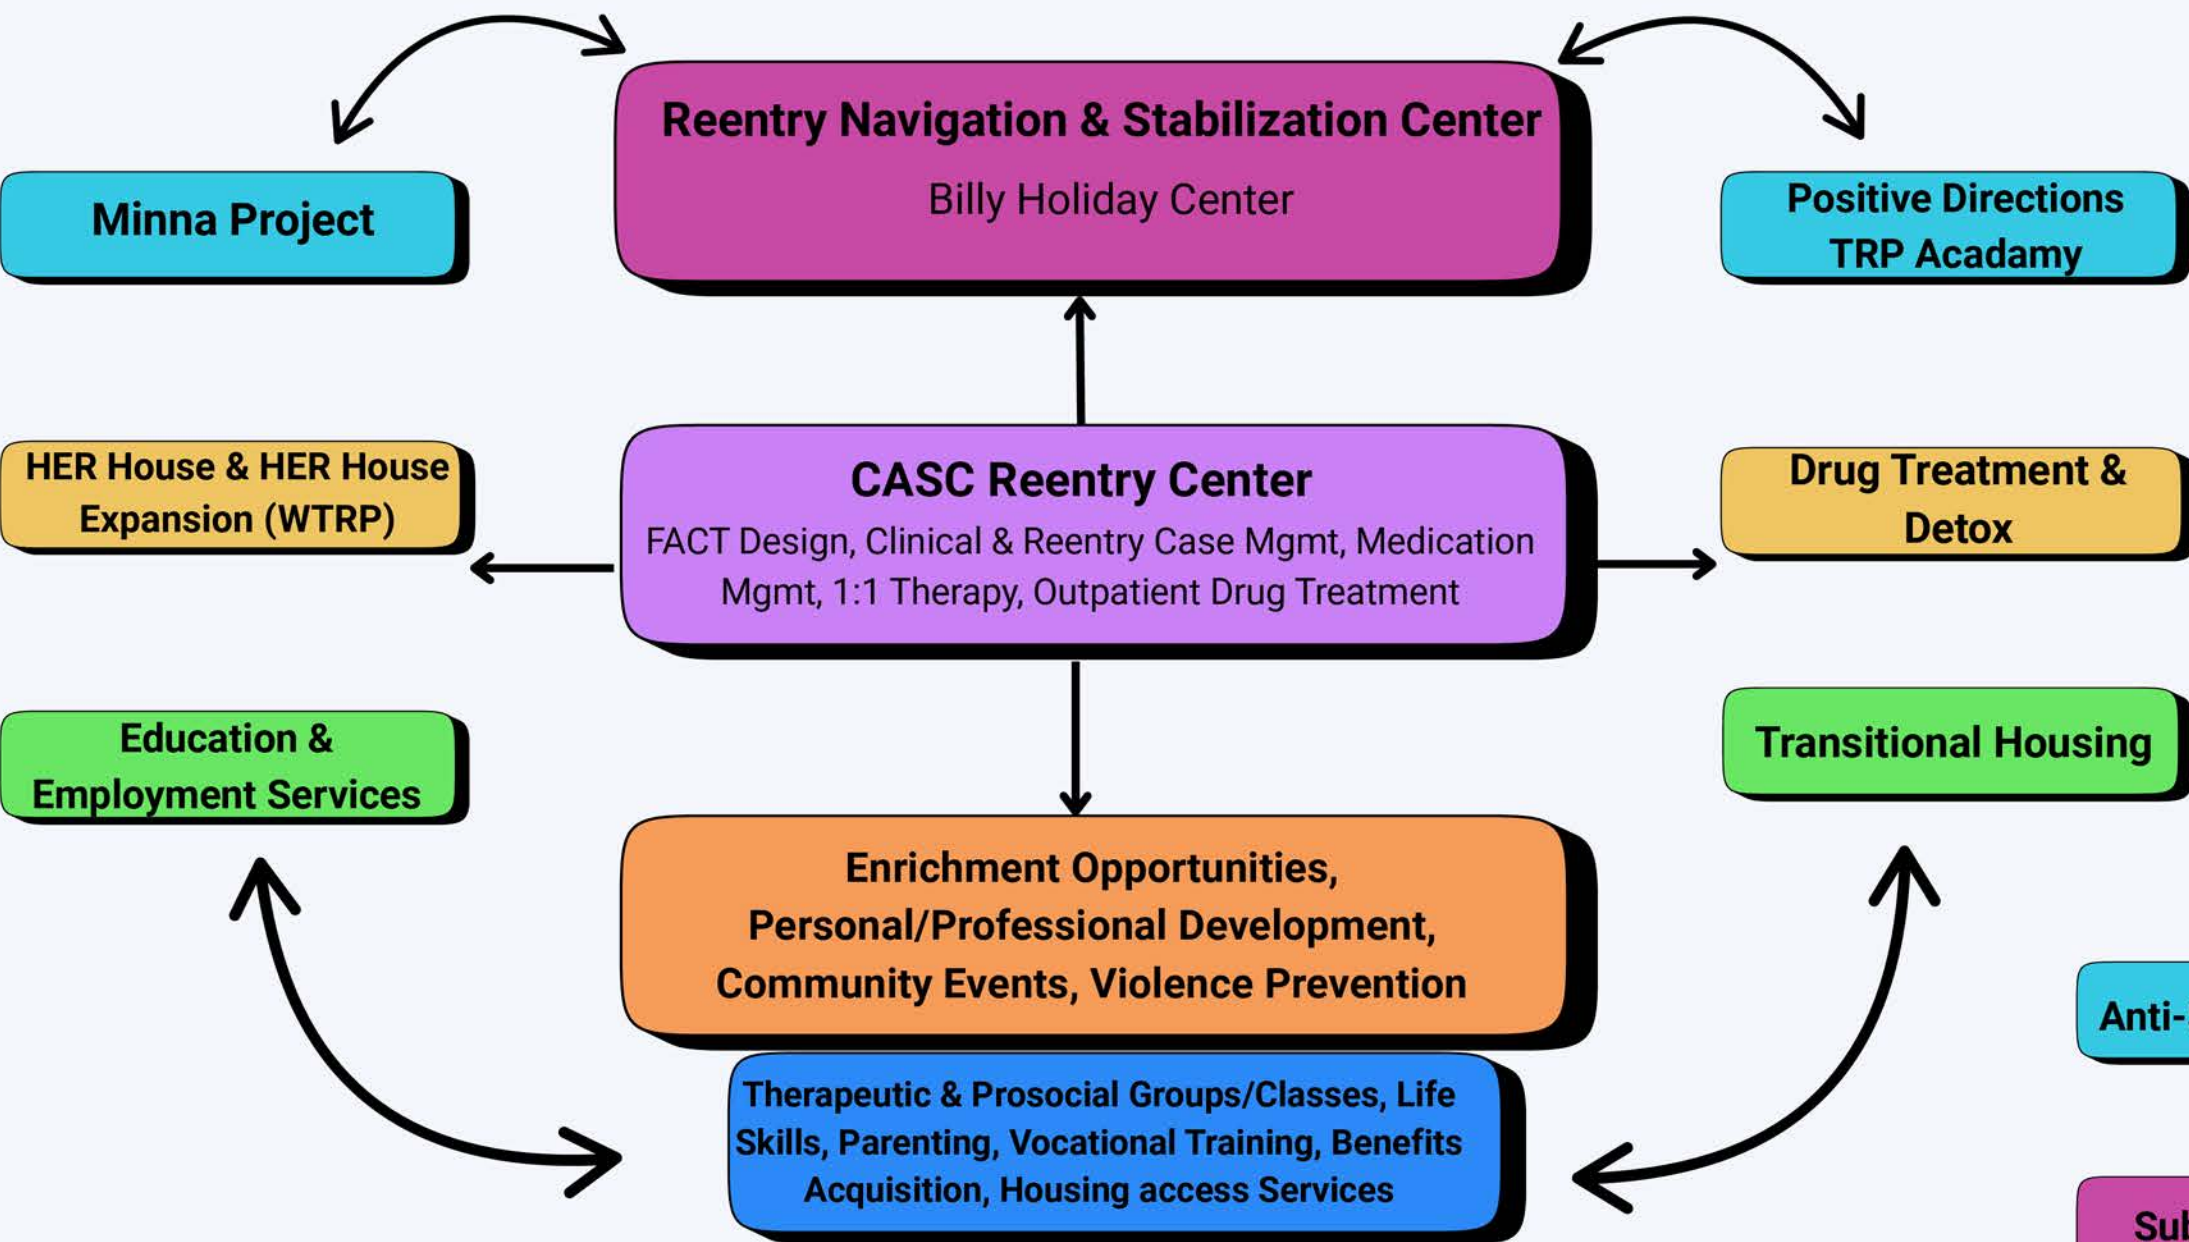 Reentry Navigation & Stabilization Center
Billy Holiday Center
Minna Project
Positive Directions
TRP Acadamy
HER House & HER House
Expansion (WTRP)
CASC Reentry Center
FACT Design, Clinical & Reentry Case Mgmt, Medication
Mgmt, 1:1 Therapy, Outpatient Drug Treatment
Drug Treatment &
Detox
Education &
Employment Services
Transitional Housing
Enrichment Opportunities,
Personal/Professional Development,
Community Events, Violence Prevention
Therapeutic & Prosocial Groups/Classes, Life
Skills, Parenting, Vocational Training, Benefits
Acquisition, Housing access Services
Anti-
Sub